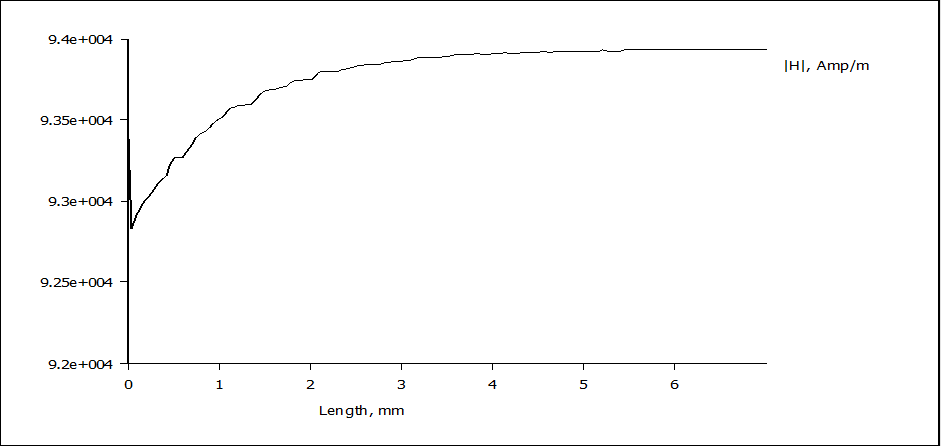 9.4e+004
|H|, Amp/m
9.35e+004
9.3e+004
9.25e+004
9.2e+004
0 1 2 3 4 5 6
Length, mm